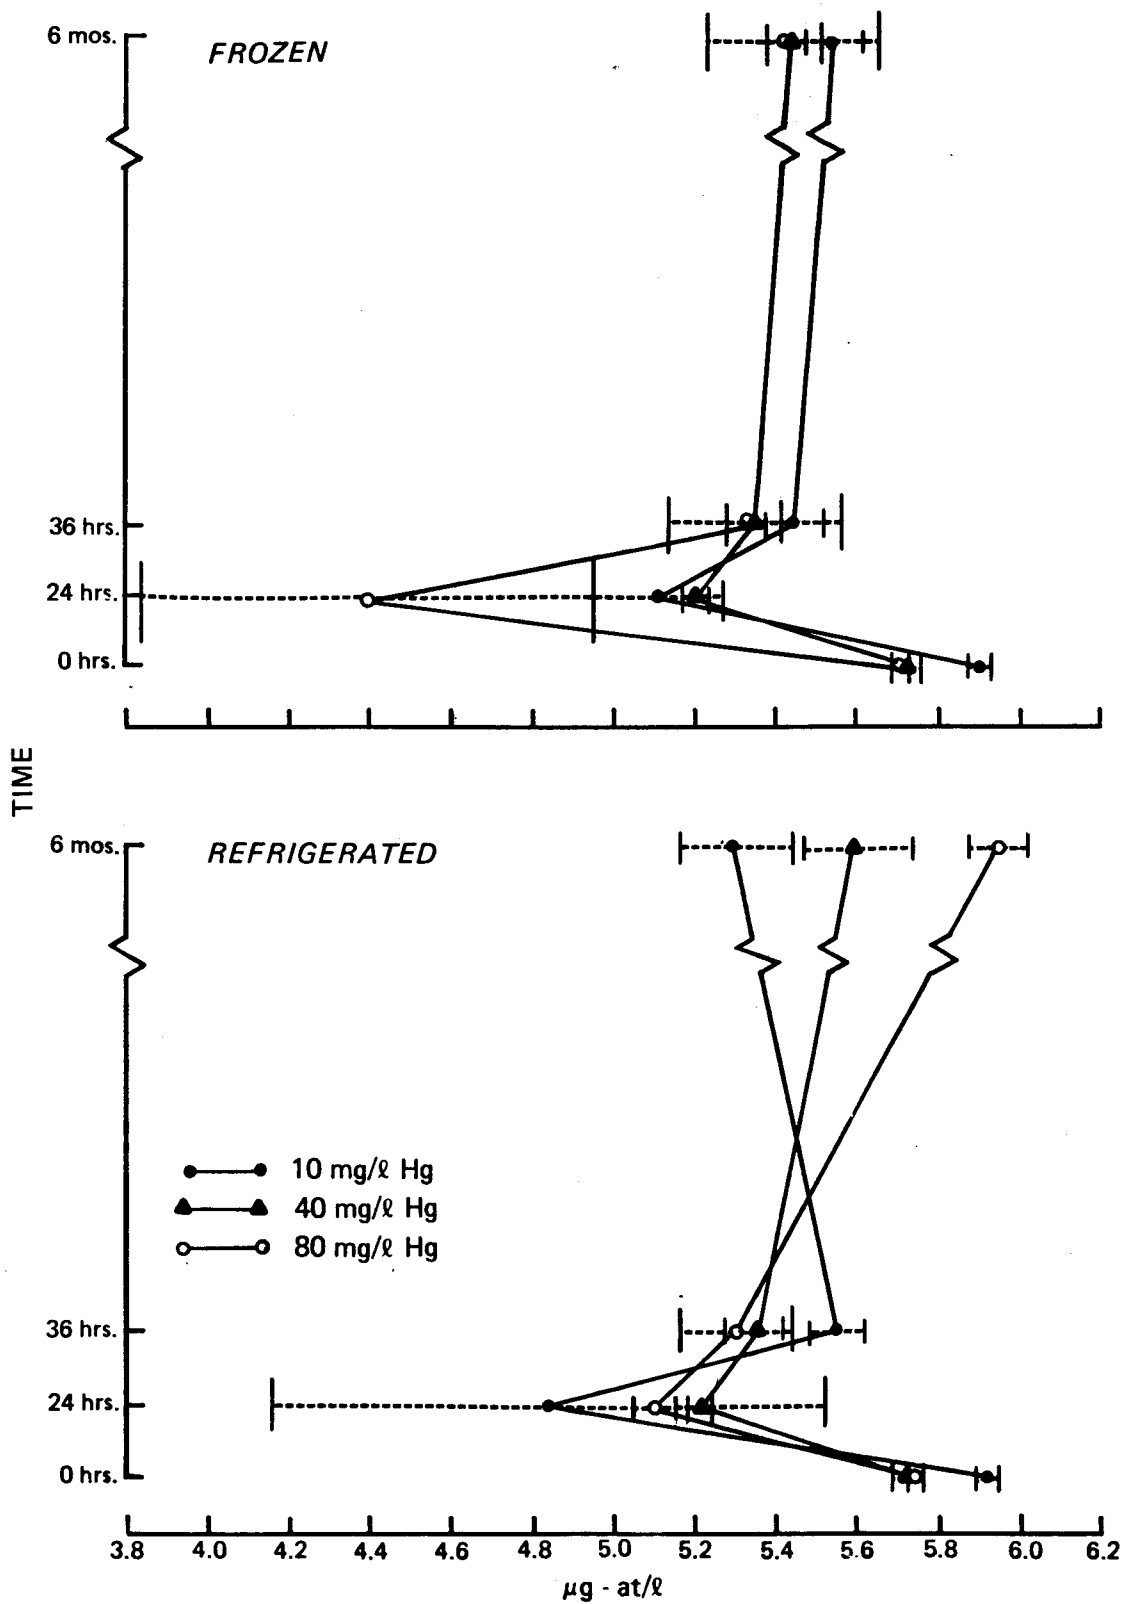 6 mos.
FROZEN
36 hrs.
24 hrs.
0 hrs.
TIME
6 mos.
REFRIGERATED
10 mg/ℓ Hg
40 mg/ℓ Hg
80 mg/ℓ Hg
36 hrs.
24 hrs.
0 hrs.
3.8 4.0 4.2 4.4 4.6 4.8 5.0 5.2 5.4 5.6 5.8 6.0 6.2
μg - at/ℓ